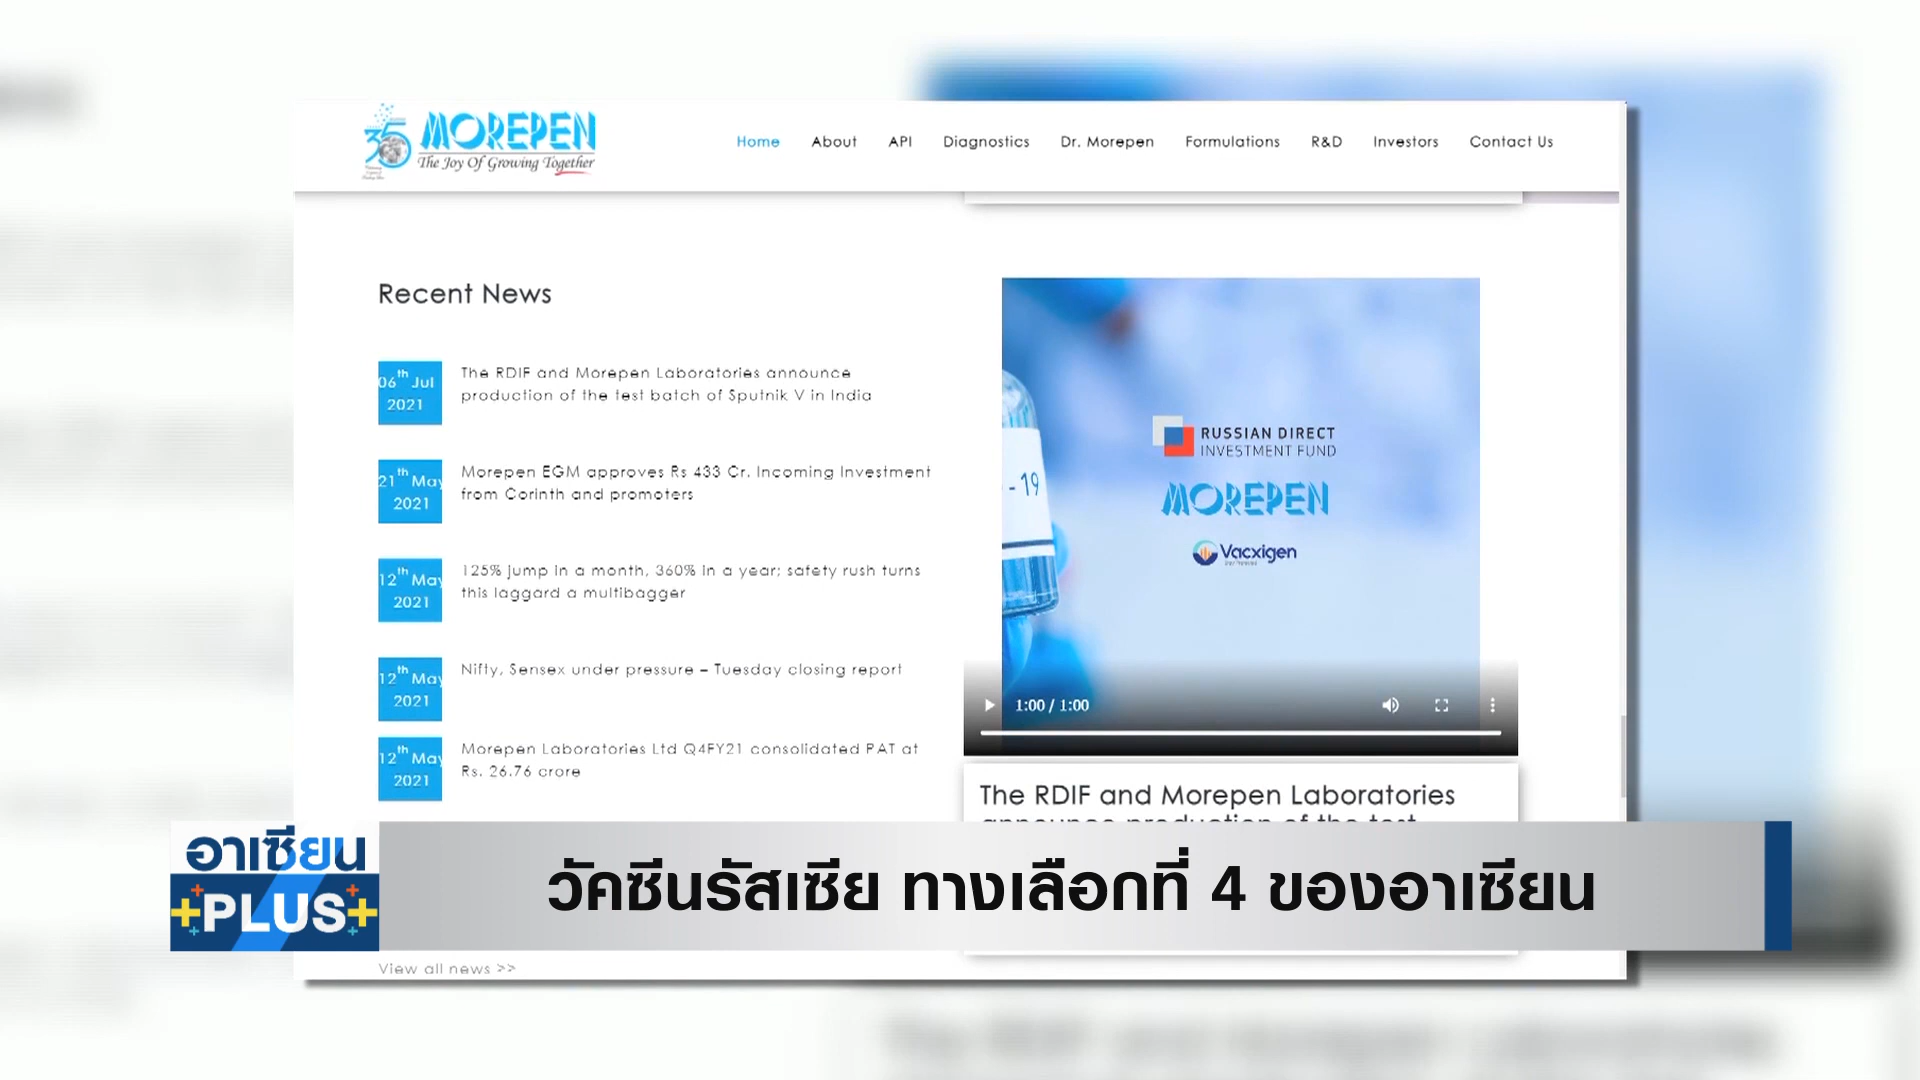 35 MOREPEN
The Joy Of Growing Together
Home About API Diagnostics Dr. Morepen Formulations R&D Investors Contact Us
Recent News
06th Jul
2021
The RDIF and Morepen Laboratories announce
production of the test batch of Sputnik V in India
21th May
2021
Morepen EGM approves Rs 433 Cr. Incoming Investment
from Corinth and promoters
12th May
2021
125% jump in a month, 360% in a year; safety rush turns
this laggard a multibagger
12th May
2021
Nifty, Sensex under pressure – Tuesday closing report
12th May
2021
Morepen Laboratories Ltd Q4FY21 consolidated PAT at
Rs. 26.76 crore
View all news >>
- 19
RUSSIAN DIRECT
INVESTMENT FUND
MOREPEN
Vacxigen
1:00 / 1:00
The RDIF and Morepen Laboratories
announce production of the test
อาเซียน
+PLUS+
วัคซีนรัสเซีย ทางเลือกที่ 4 ของอาเซียน